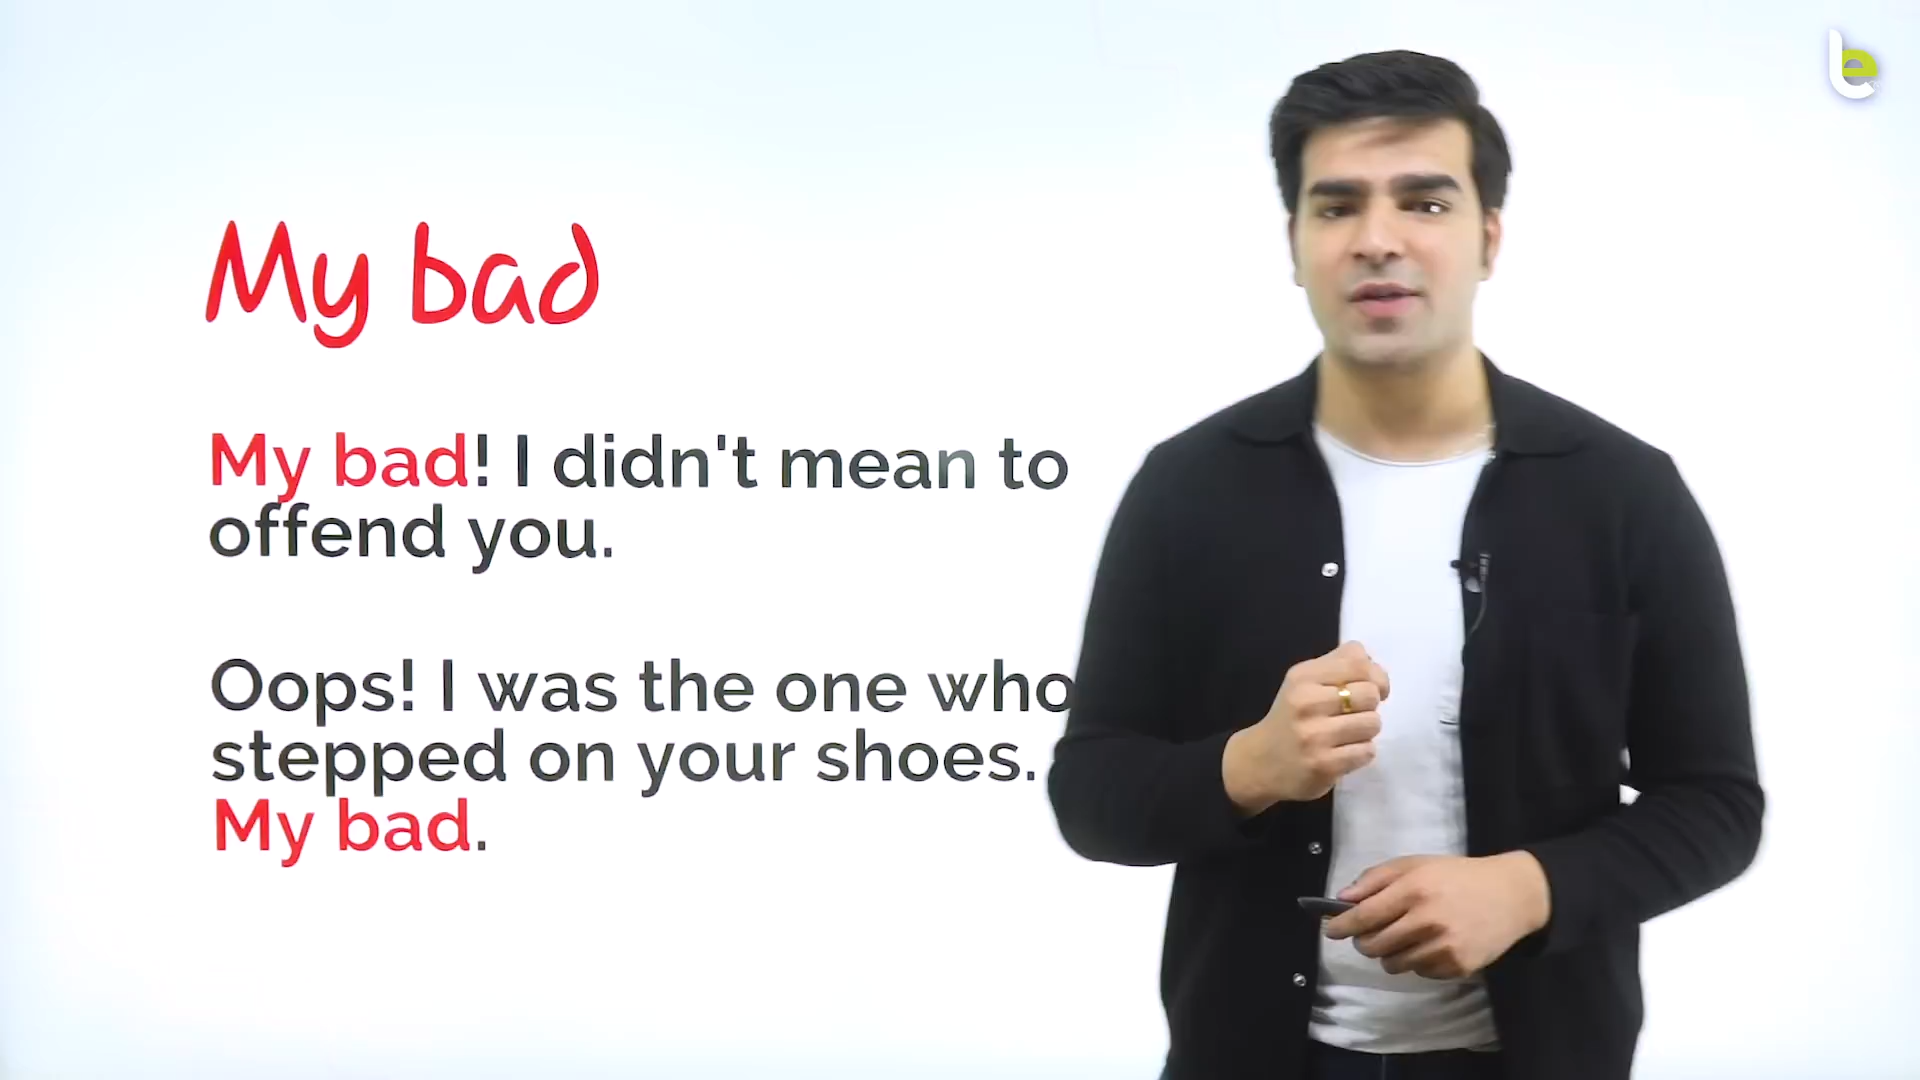 My bad
My bad! I didn't mean to
offend you.
Oops! I was the one who
stepped on your shoes.
My bad.